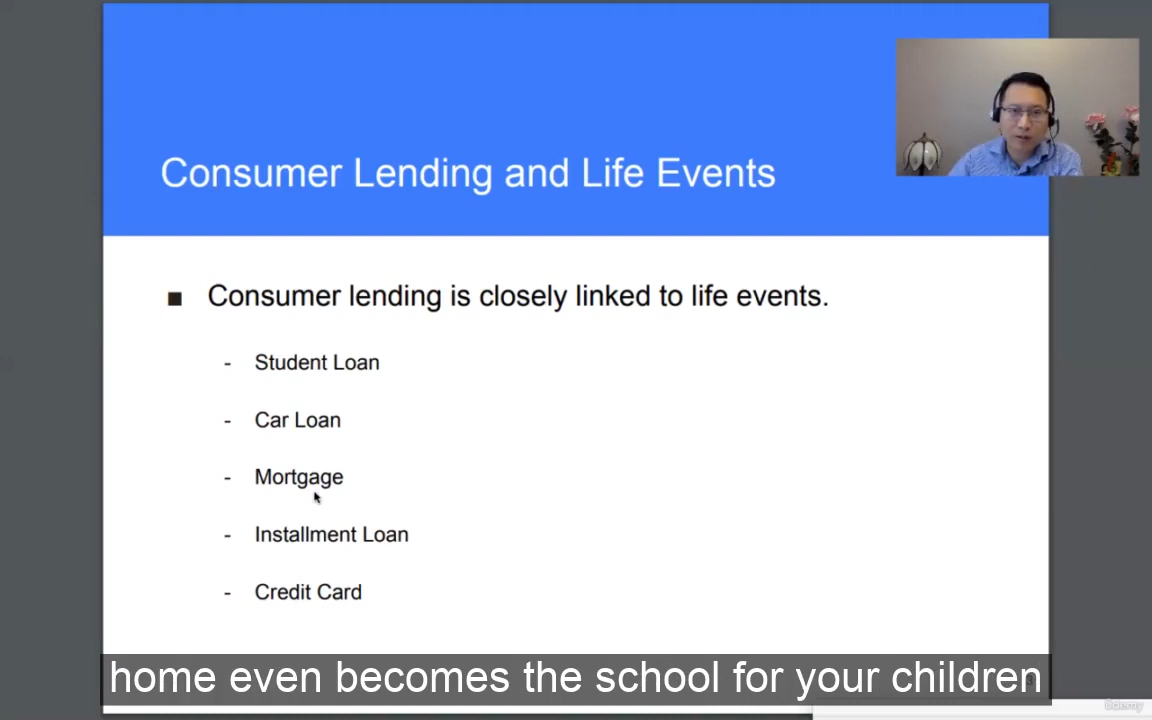 Consumer Lending and Life Events
■ Consumer lending is closely linked to life events.
- Student Loan
- Car Loan
- Mortgage
- Installment Loan
- Credit Card
home even becomes the school for your children
Udemy